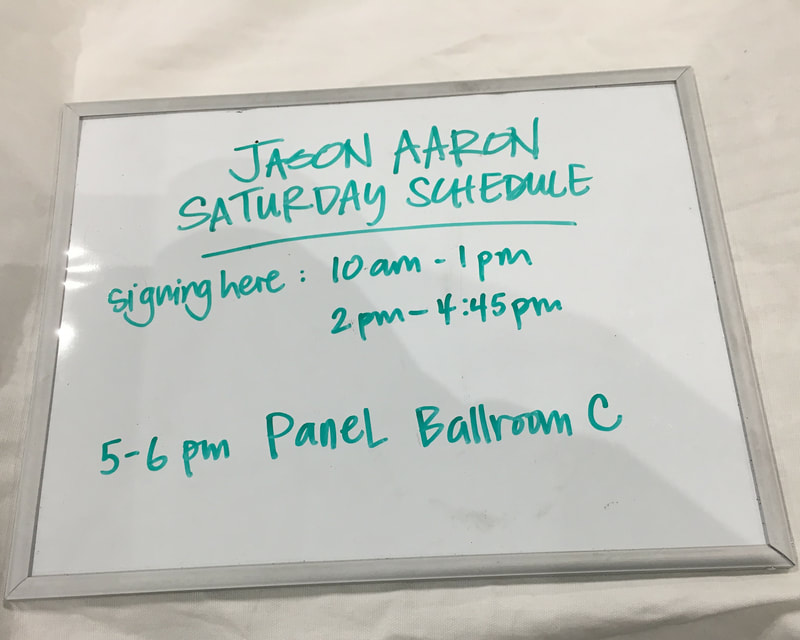 JASON AARON
SATURDAY SCHEDULE
signing here : 10 am - 1 pm
2 pm - 4:45 pm
5-6 pm Panel Ballroom C